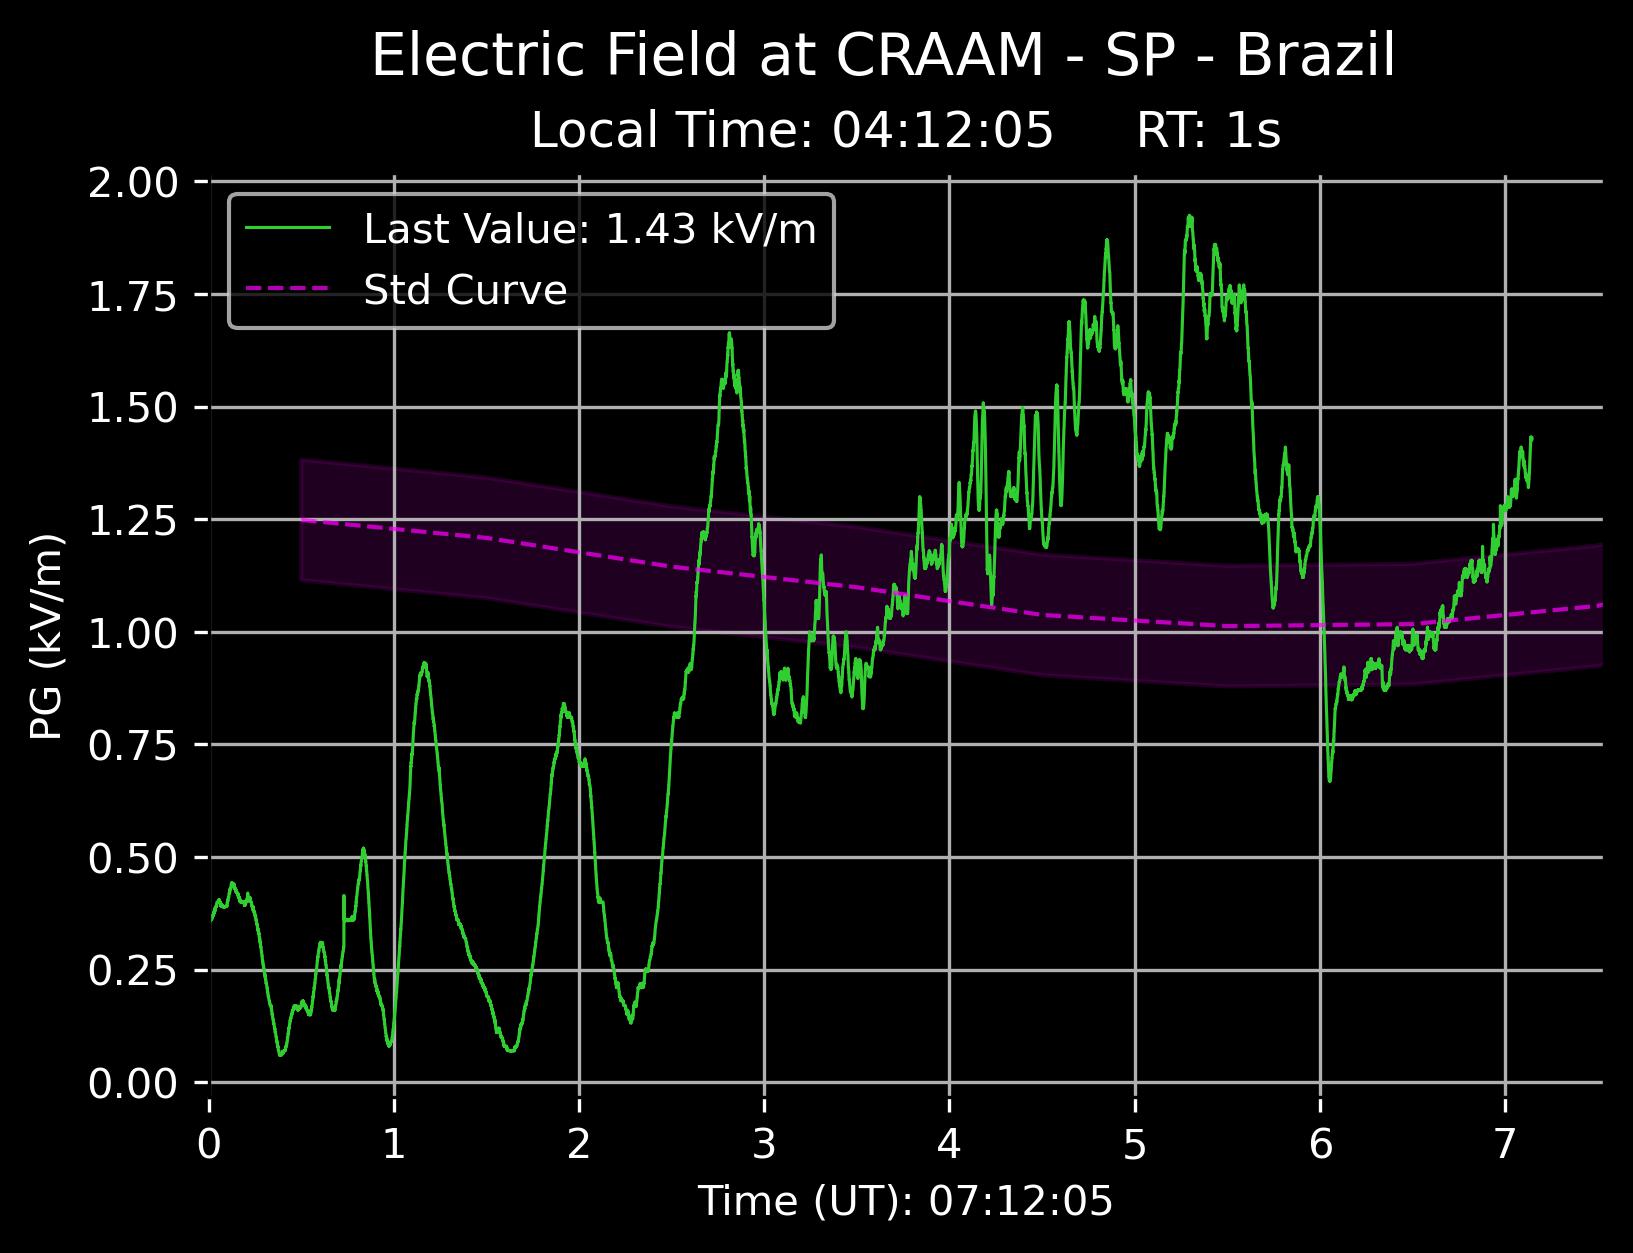 Electric Field at CRAAM - SP - Brazil
Local Time: 04:12:05 RT: 1s
Last Value: 1.43 kV/m
Std Curve
PG (kV/m)
2.00
1.75
1.50
1.25
1.00
0.75
0.50
0.25
0.00
0 1 2 3 4 5 6 7
Time (UT): 07:12:05